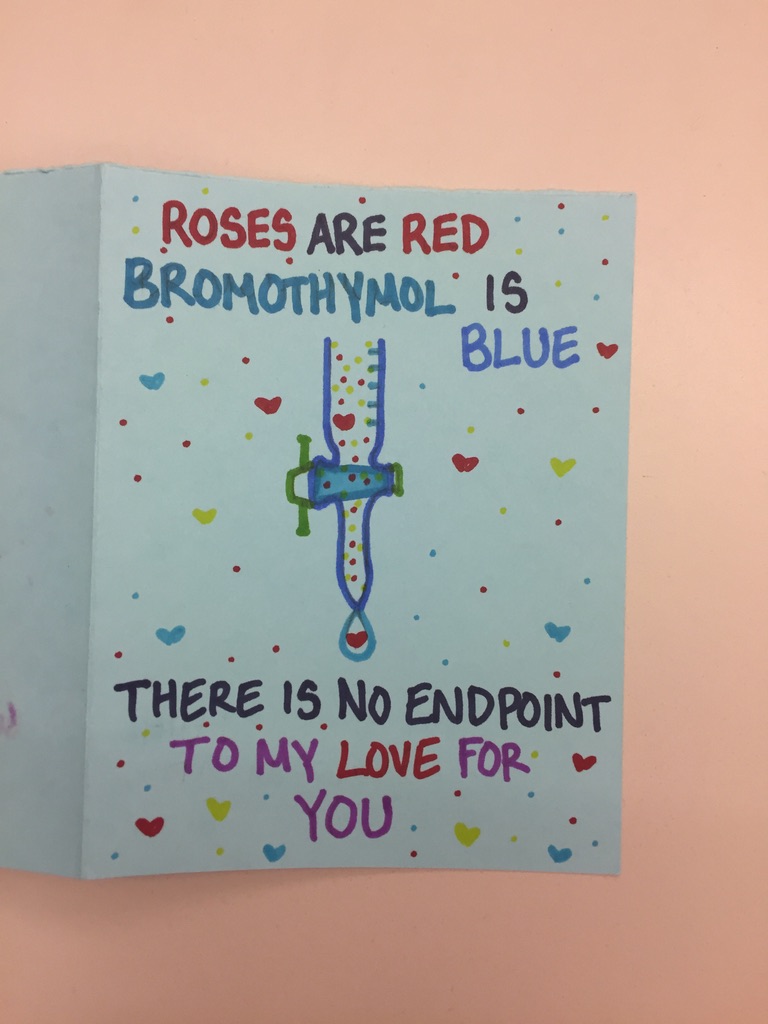 ROSES ARE RED
BROMOTHYMOL IS
BLUE
THERE IS NO ENDPOINT
TO MY LOVE FOR
YOU